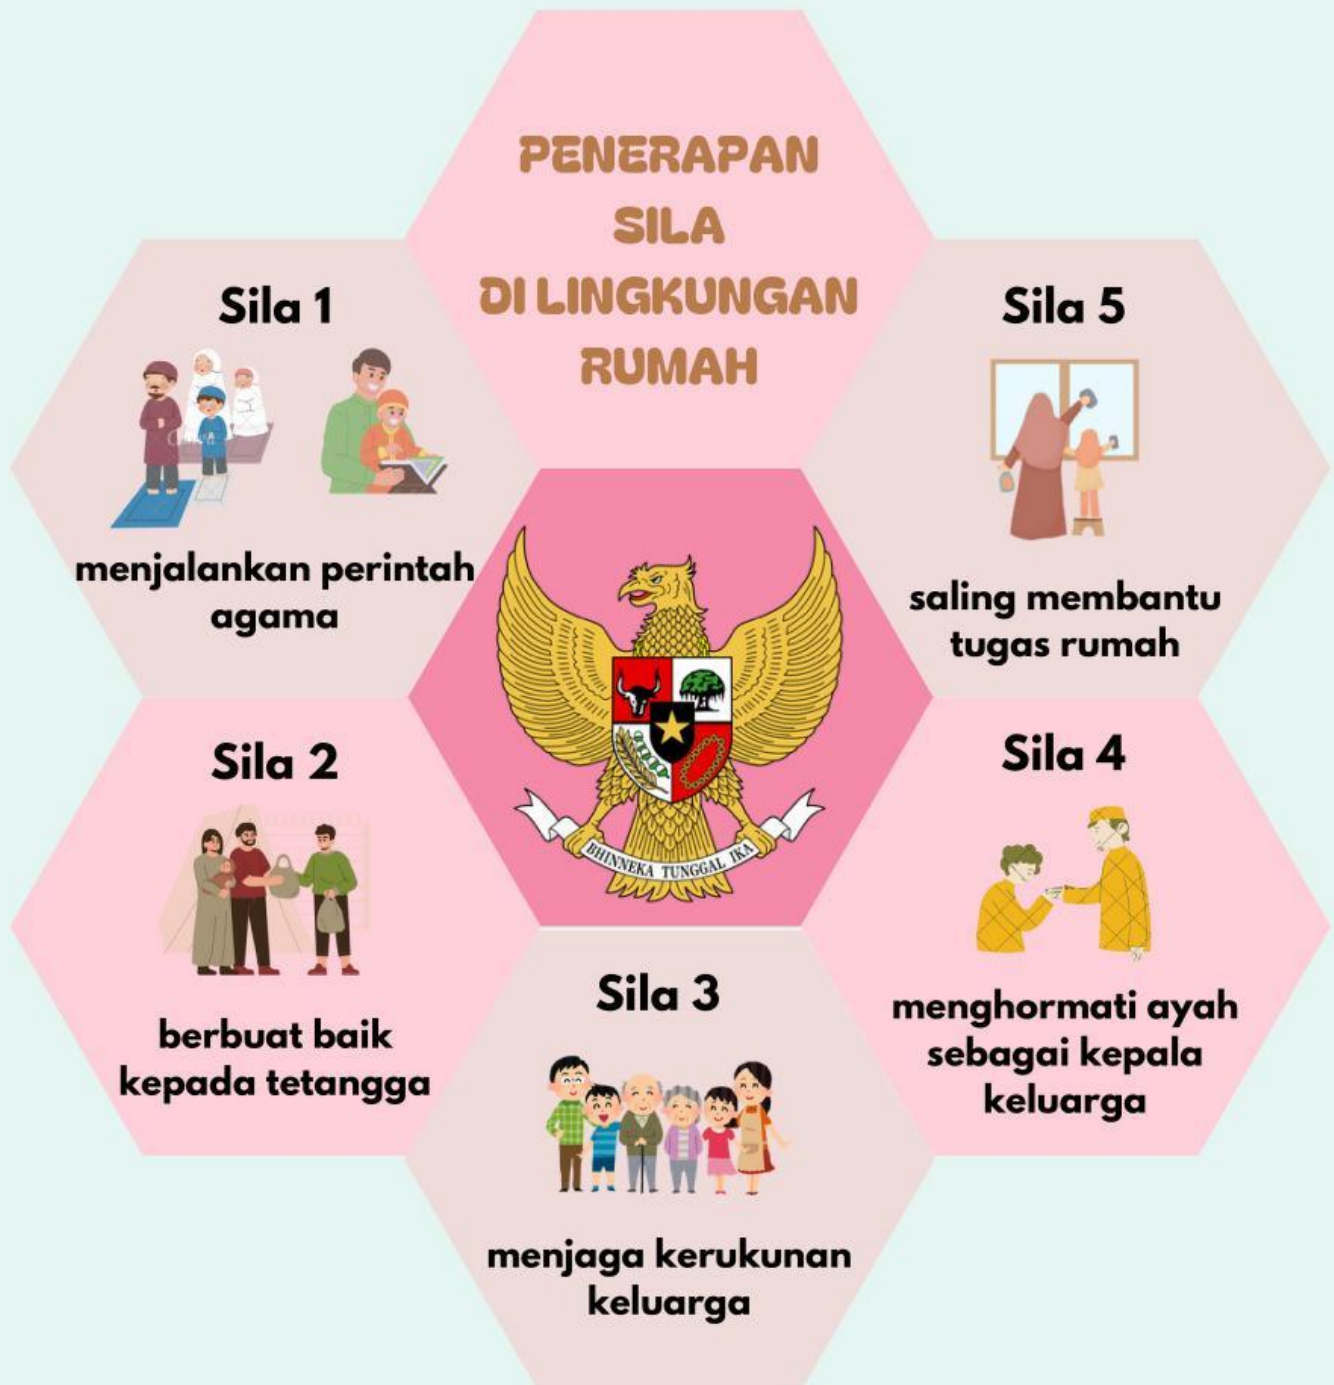 PENERAPAN
SILA
DI LINGKUNGAN
RUMAH
Sila 1
menjalankan perintah
agama
Sila 2
berbuat baik
kepada tetangga
Sila 3
menjaga kerukunan
keluarga
Sila 4
menghormati ayah
sebagai kepala
keluarga
Sila 5
saling membantu
tugas rumah
BHINNEKA TUNGGAL IKA